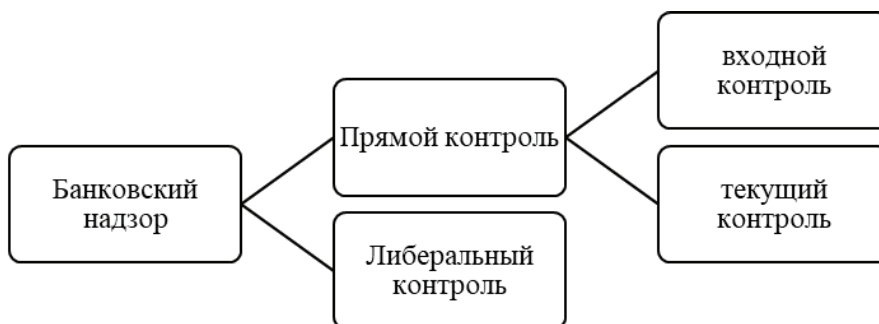 Банковский
надзор
Прямой контроль
Либеральный
контроль
входной
контроль
текущий
контроль